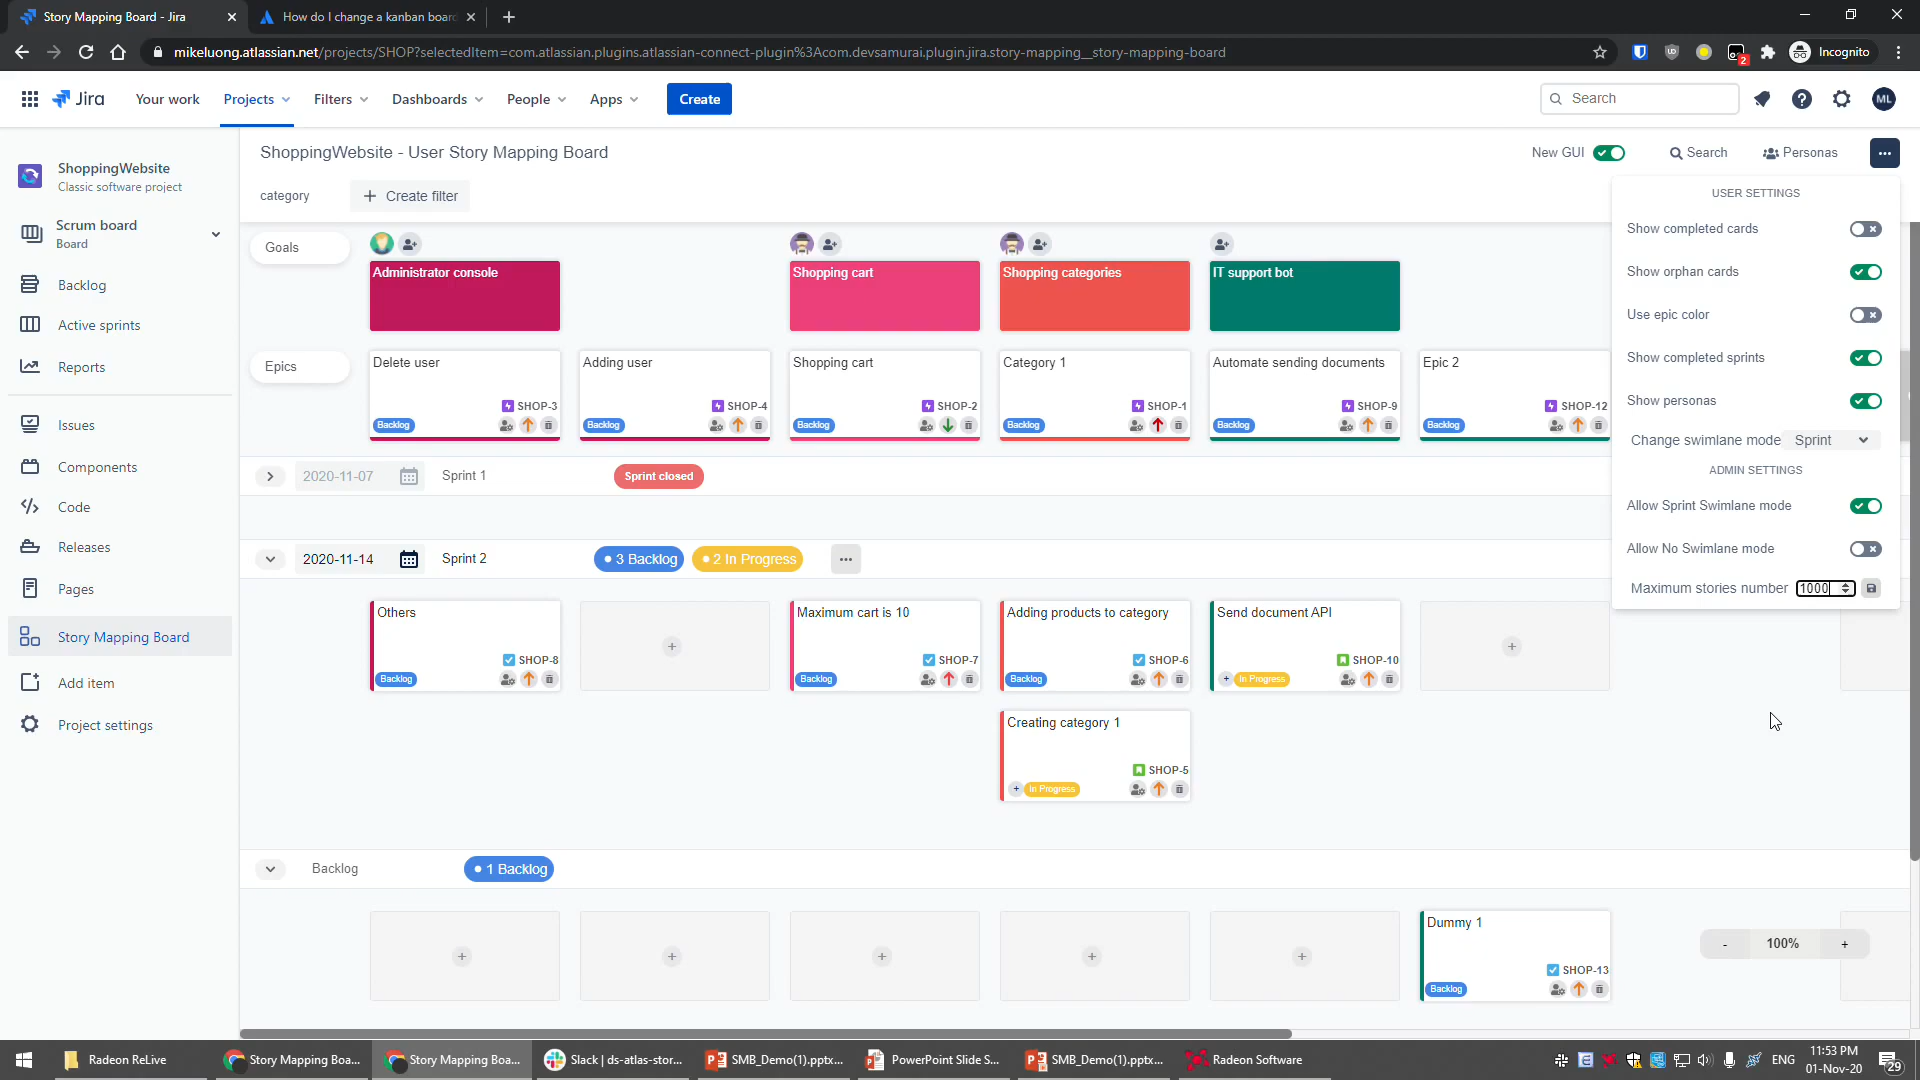 Story Mapping Board - Jira
How do I change a kanban board
mikeluong.atlassian.net/projects/SHOP?selectedItem=com.atlassian.plugins.atlassian-connect-plugin%3Acom.devsamurai.plugin.jira.story-mapping__story-mapping-board
2
Incognito
Jira
Your work
Projects
Filters
Dashboards
People
Apps
Create
Search
ML
ShoppingWebsite
Classic software project
Scrum board
Board
Backlog
Active sprints
Reports
Issues
Components
Code
Releases
Pages
Story Mapping Board
Add item
Project settings
ShoppingWebsite - User Story Mapping Board
New GUI
Search
Personas
category
+ Create filter
Goals
Administrator console
Shopping cart
Shopping categories
IT support bot
Epics
Delete user
SHOP-3
Backlog
Adding user
SHOP-4
Backlog
Shopping cart
SHOP-2
Backlog
Category 1
SHOP-1
Backlog
Automate sending documents
SHOP-9
Backlog
Epic 2
SHOP-12
Backlog
2020-11-07
Sprint 1
Sprint closed
2020-11-14
Sprint 2
3 Backlog
2 In Progress
Others
SHOP-8
Backlog
Maximum cart is 10
SHOP-7
Backlog
Adding products to category
SHOP-6
Backlog
Send document API
SHOP-10
In Progress
Creating category 1
SHOP-5
In Progress
Backlog
1 Backlog
Dummy 1
SHOP-13
Backlog
USER SETTINGS
Show completed cards
Show orphan cards
Use epic color
Show completed sprints
Show personas
Change swimlane mode Sprint
ADMIN SETTINGS
Allow Sprint Swimlane mode
Allow No Swimlane mode
Maximum stories number 1000
- 100% +
Radeon ReLive
Story Mapping Boa...
Story Mapping Boa...
Slack | ds-atlas-stor...
SMB_Demo(1).pptx...
PowerPoint Slide S...
SMB_Demo(1).pptx...
Radeon Software
ENG
11:53 PM
01-Nov-20
29